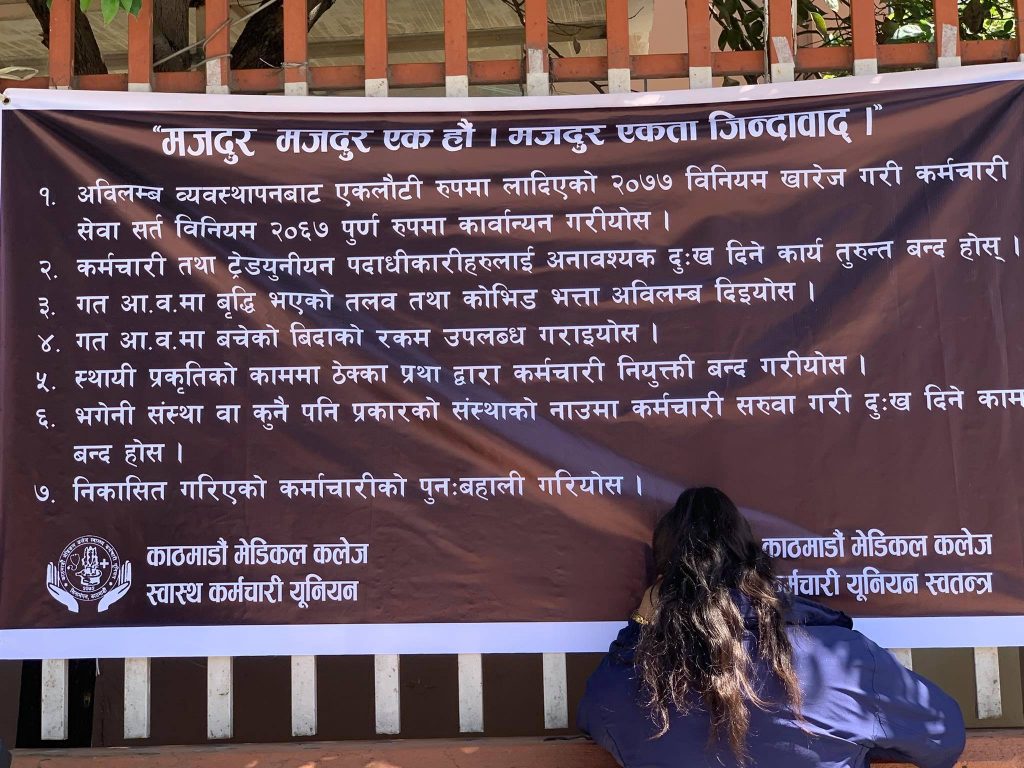 "मजदुर मजदुर एक हौं । मजदुर एकता जिन्दावाद् ।"
१. अविलम्ब व्यवस्थापनबाट एकलौटी रुपमा लादिएको २०७७ विनियम खारेज गरी कर्मचारी
सेवा सर्त विनियम २०६७ पुर्ण रुपमा कार्वान्यन गरीयोस ।
२. कर्मचारी तथा ट्रेडयुनीयन पदाधीकारीहरुलाई अनावश्यक दुःख दिने कार्य तुरुन्त बन्द होस् ।
३. गत आ.व.मा बृद्धि भएको तलव तथा कोभिड भत्ता अविलम्ब दिइयोस ।
४. गत आ.व.मा बचेको बिदाको रकम उपलब्ध गराइयोस ।
५. स्थायी प्रकृतिको काममा ठेक्का प्रथा द्वारा कर्मचारी नियुक्ती बन्द गरीयोस ।
६. भगेनी संस्था वा कुनै पनि प्रकारको संस्थाको नाउमा कर्मचारी सरुवा गरी दुःख दिने काम
बन्द होस ।
७. निकासित गरिएको कर्माचारीको पुनःबहाली गरियोस ।
काठमाडौं मेडिकल कलेज
स्वास्थ कर्मचारी यूनियन
काठमाडौं मेडिकल कलेज
कर्मचारी यूनियन स्वतन्त्र